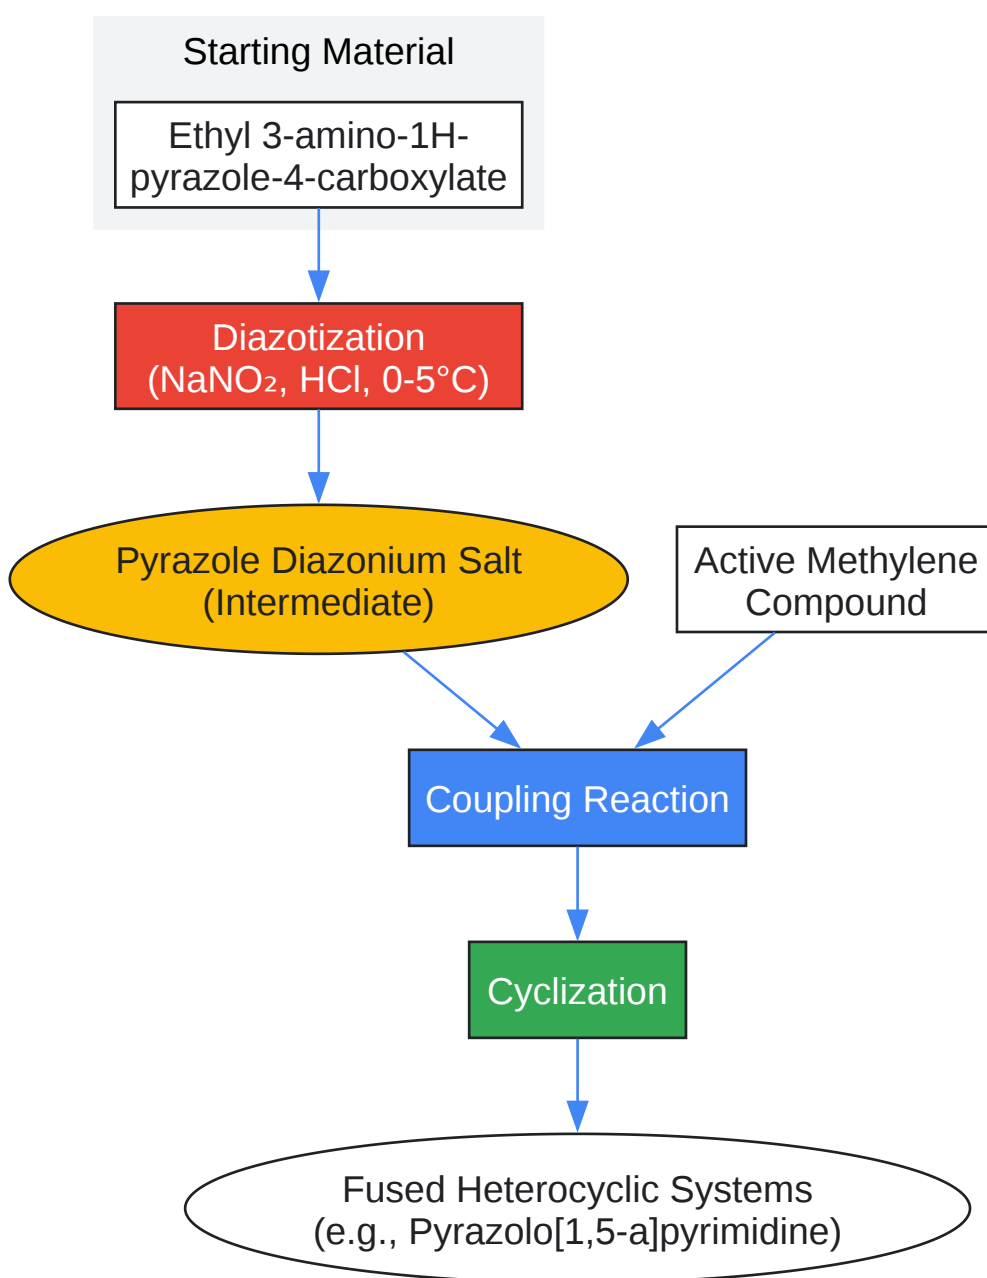 Starting Material
Ethyl 3-amino-1H-
pyrazole-4-carboxylate
Diazotization
(NaNO₂, HCl, 0-5°C)
Pyrazole Diazonium Salt
(Intermediate)
Active Methylene
Compound
Coupling Reaction
Cyclization
Fused Heterocyclic Systems
(e.g., Pyrazolo[1,5-a]pyrimidine)